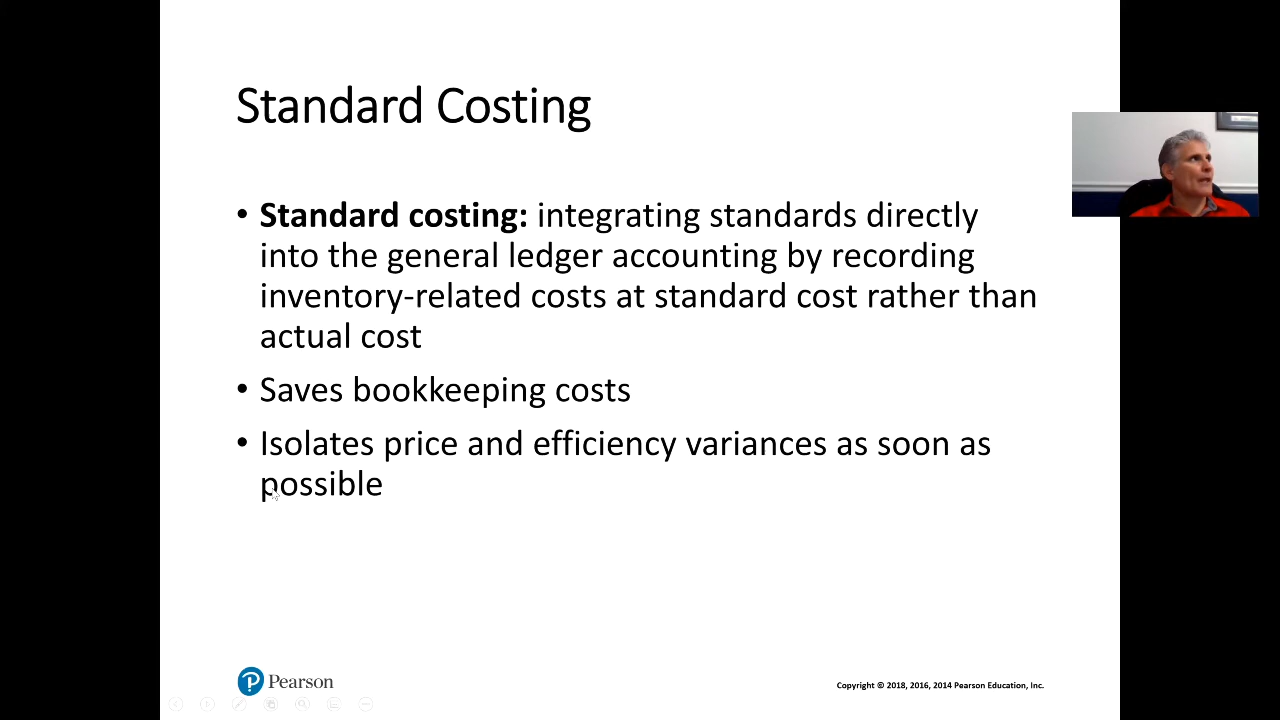 Standard Costing
• Standard costing: integrating standards directly
into the general ledger accounting by recording
inventory-related costs at standard cost rather than
actual cost
• Saves bookkeeping costs
• Isolates price and efficiency variances as soon as
possible
Pearson
Copyright © 2018, 2016, 2014 Pearson Education, Inc.